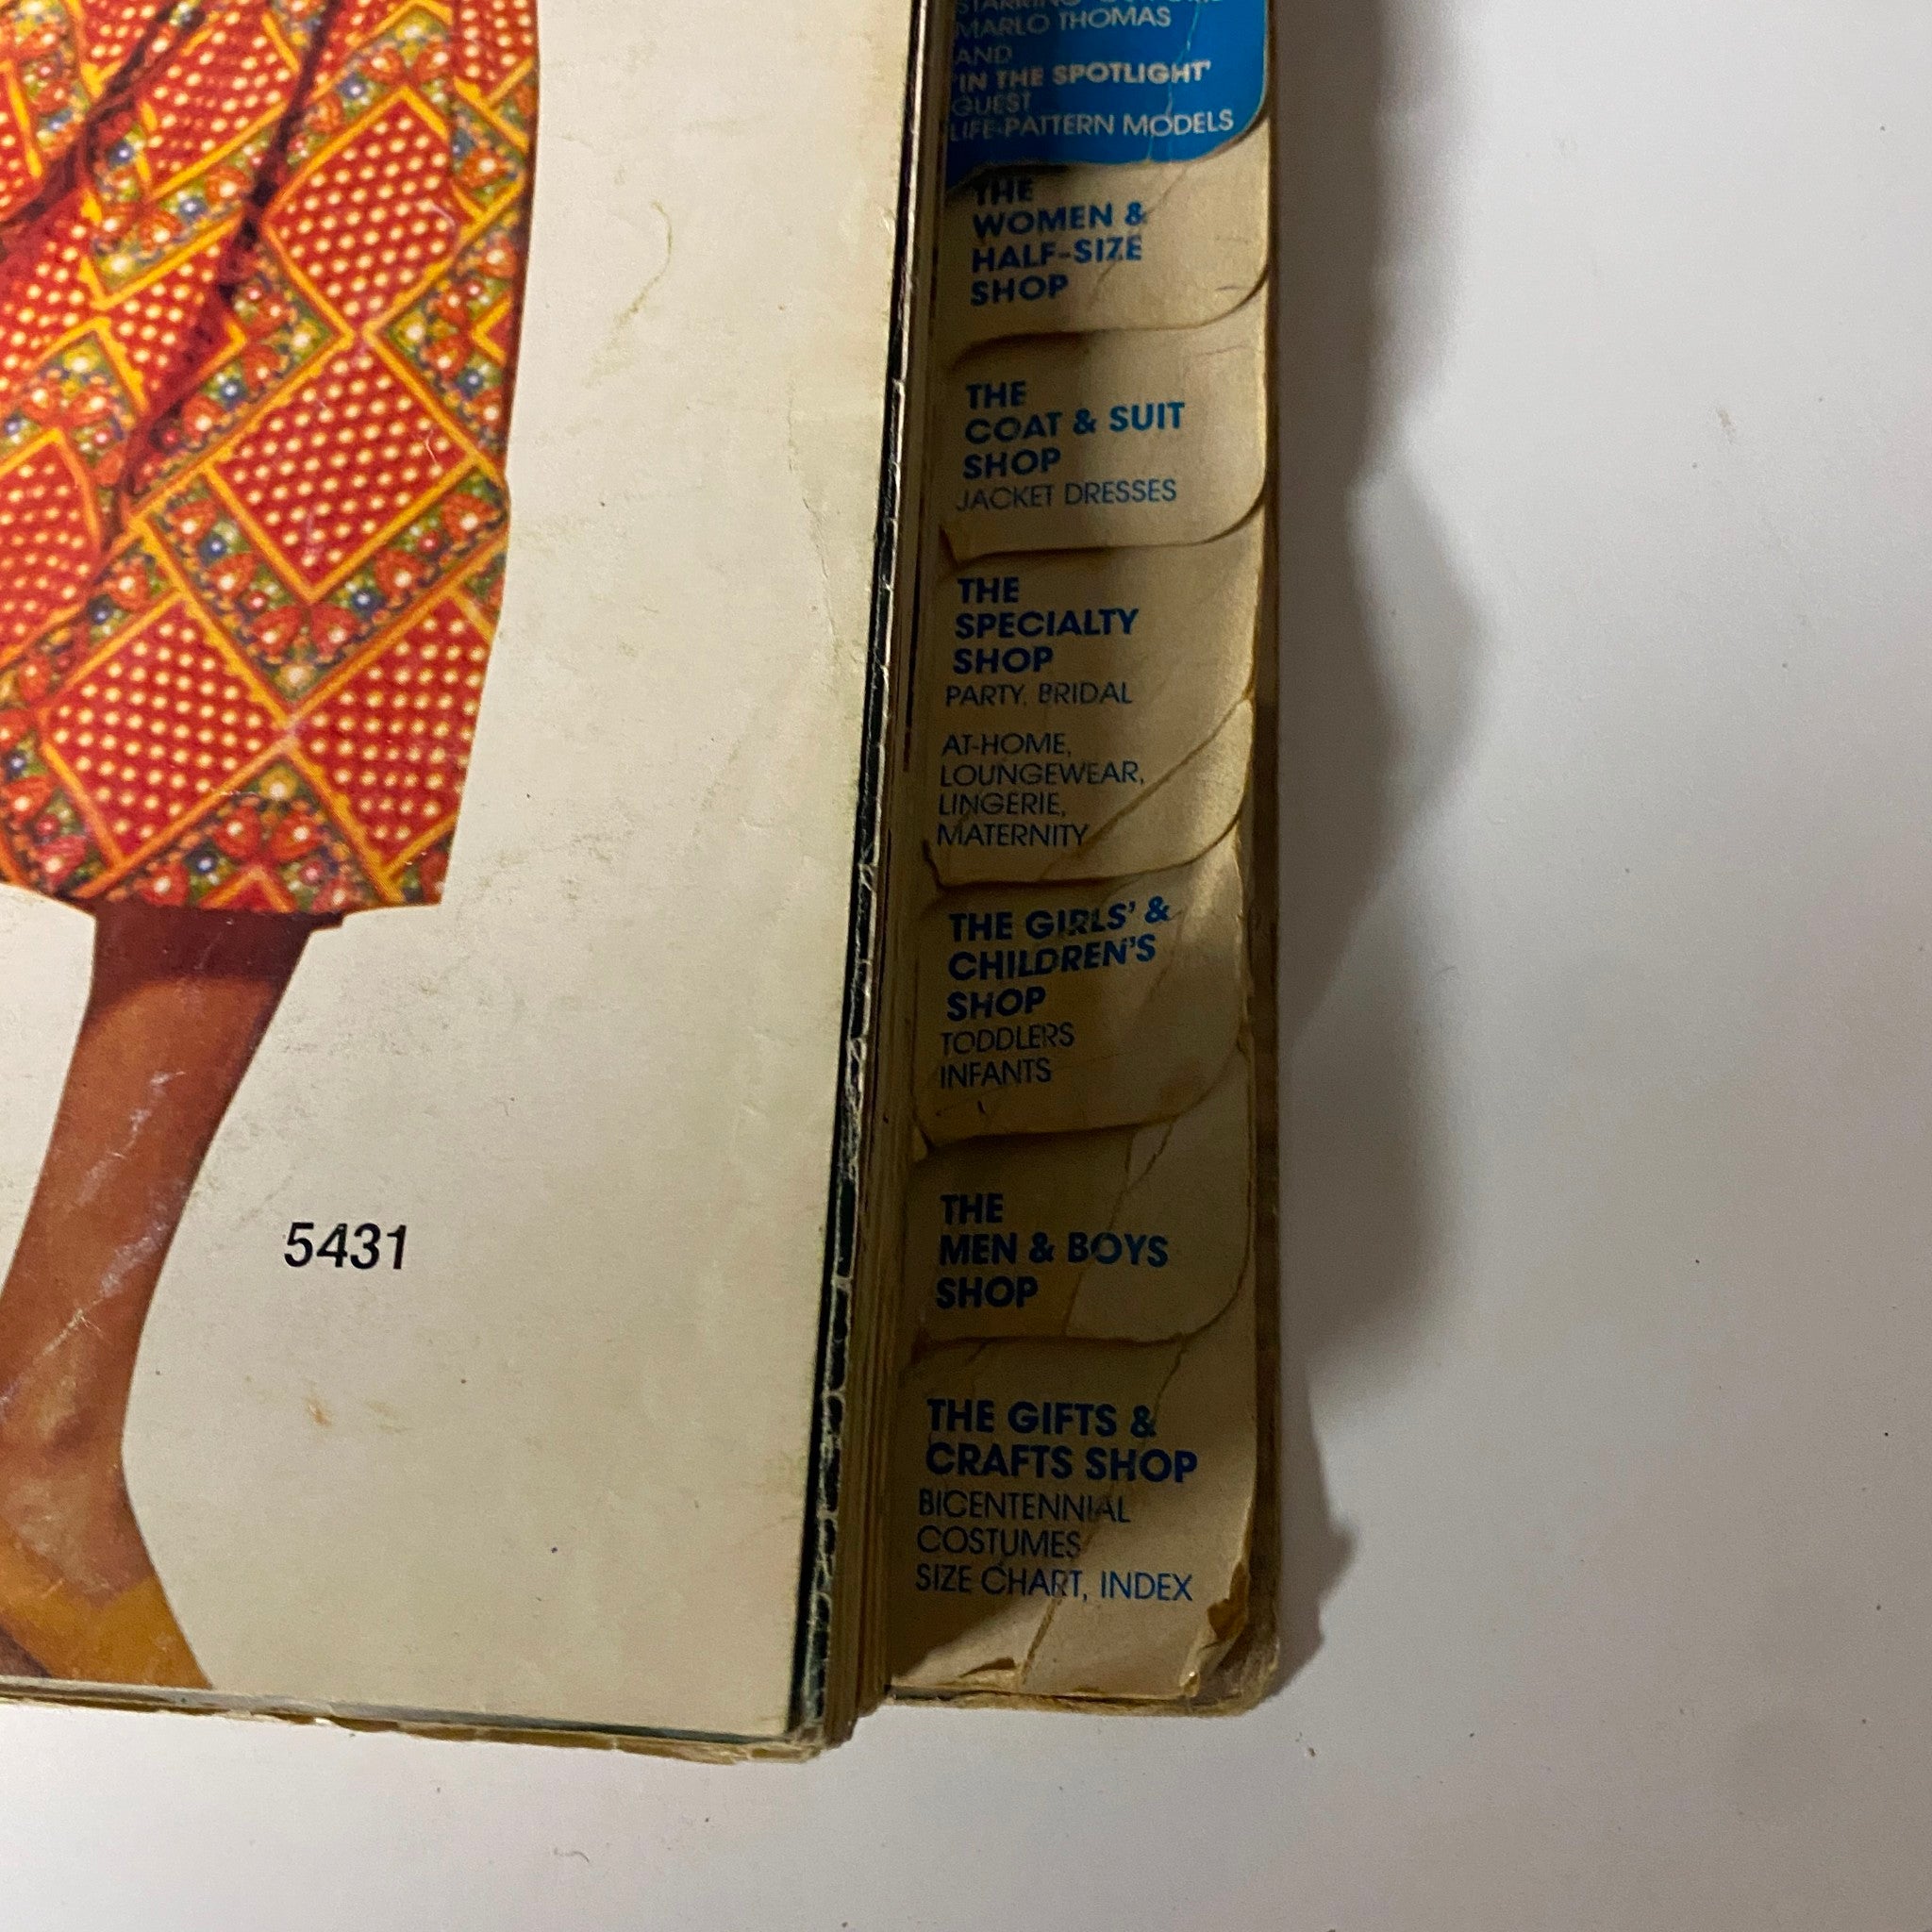 MARLO THOMAS
AND
'IN THE SPOTLIGHT'
GUEST
LIFE-PATTERN MODELS
THE
WOMEN &
HALF-SIZE
SHOP
THE
COAT & SUIT
SHOP
JACKET DRESSES
THE
SPECIALTY
SHOP
PARTY, BRIDAL
AT-HOME,
LOUNGEWEAR,
LINGERIE,
MATERNITY
THE GIRLS' &
CHILDREN'S
SHOP
TODDLERS
INFANTS
THE
MEN & BOYS
SHOP
THE GIFTS &
CRAFTS SHOP
BICENTENNIAL
COSTUMES
SIZE CHART, INDEX
5431